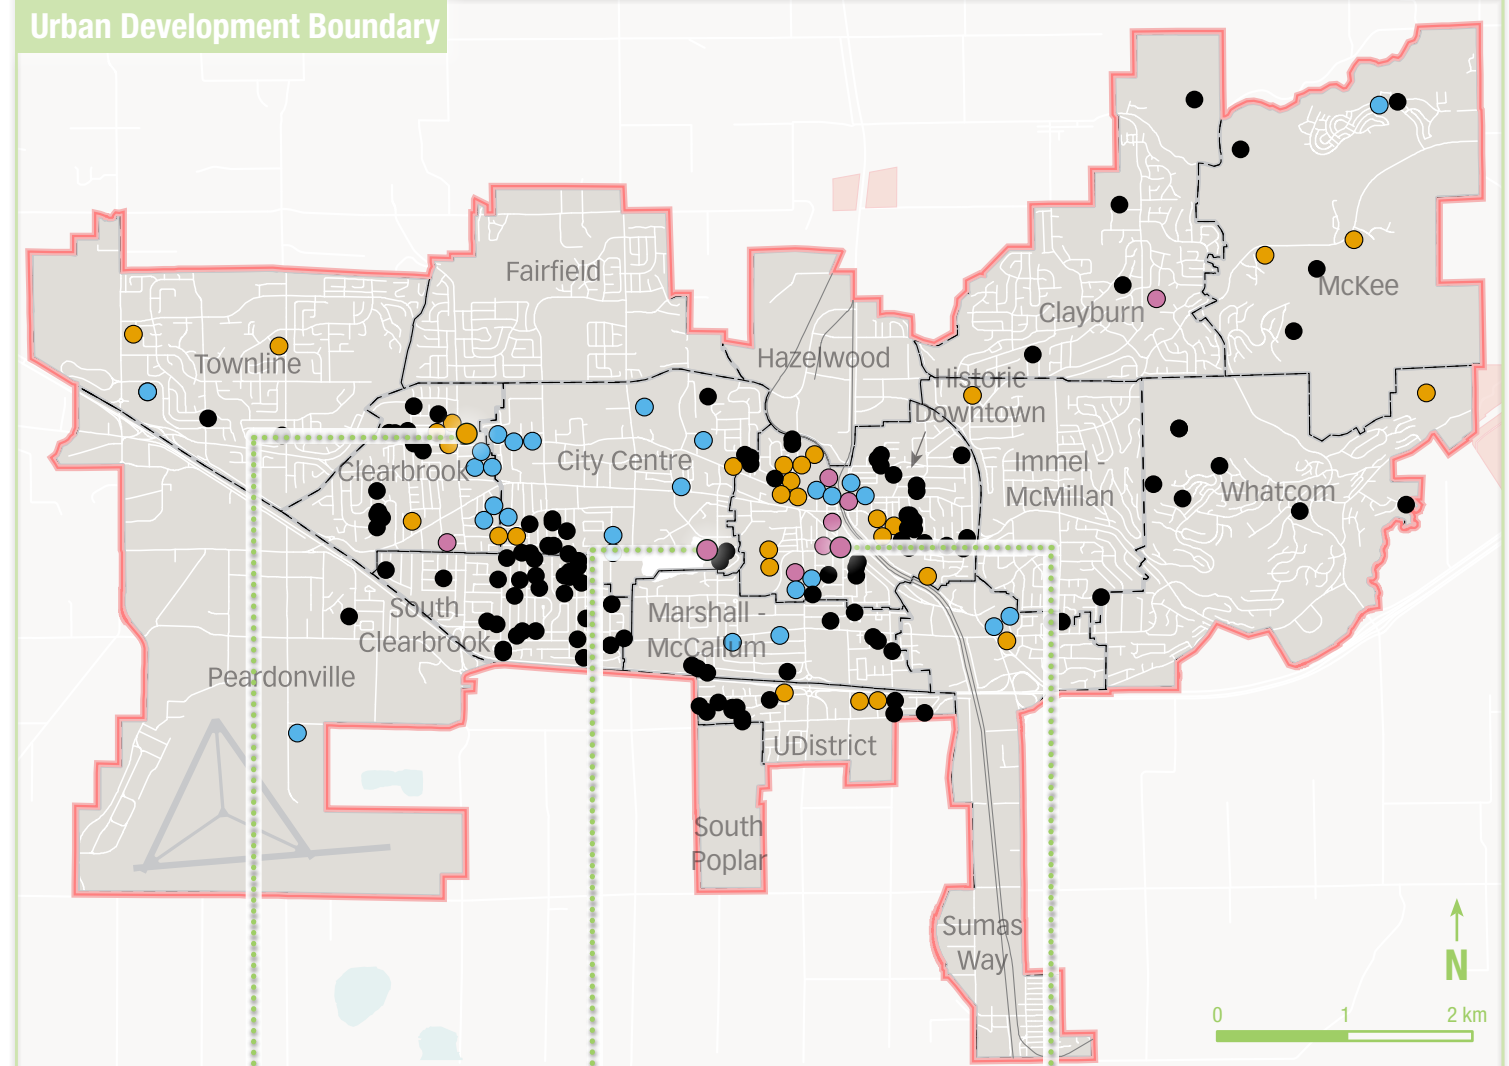 Urban Development Boundary
Fairfield
McKee
Clayburn
Hazelwood
Townline
Historic
Downtown
Clearbrook
City Centre
Immel -
McMillan
Whatcom
South
Clearbrook
Marshall -
McCallum
Peardonville
UDistrict
South
Poplar
Sumas
Way
N
0 1 2 km